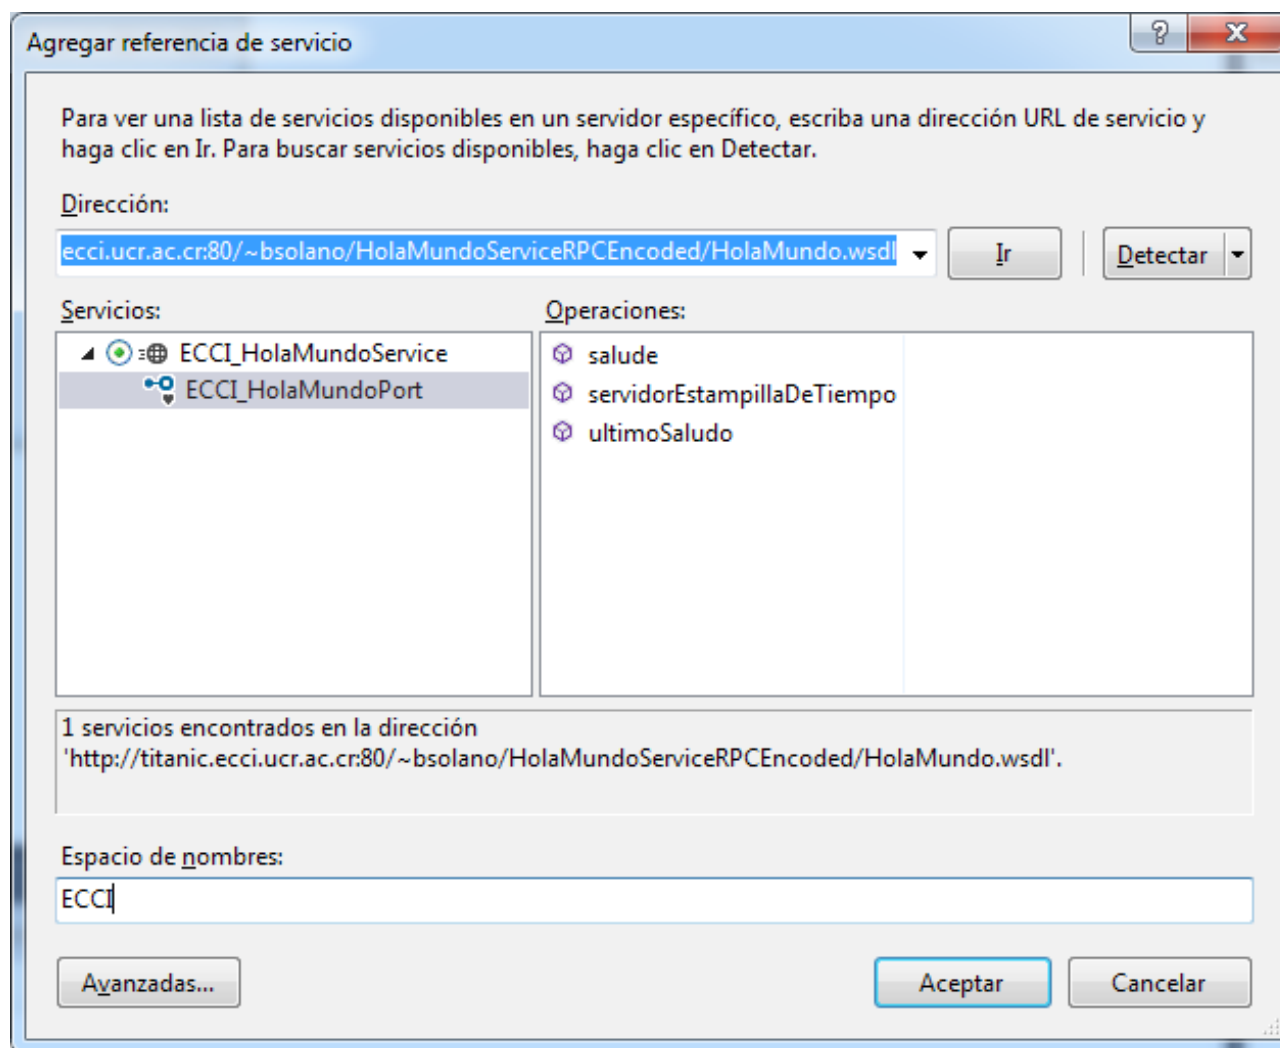 Agregar referencia de servicio
?
Para ver una lista de servicios disponibles en un servidor específico, escriba una dirección URL de servicio y
haga clic en Ir. Para buscar servicios disponibles, haga clic en Detectar.
Dirección:
ecci.ucr.ac.cr:80/~bsolano/HolaMundoServiceRPCEncoded/HolaMundo.wsdl Ir Detectar
Servicios: Operaciones:
ECCI_HolaMundoService salude
ECCI_HolaMundoPort servidorEstampillaDeTiempo
ultimoSaludo
1 servicios encontrados en la dirección
'http://titanic.ecci.ucr.ac.cr:80/~bsolano/HolaMundoServiceRPCEncoded/HolaMundo.wsdl'.
Espacio de nombres:
ECCI
Avanzadas... Aceptar Cancelar